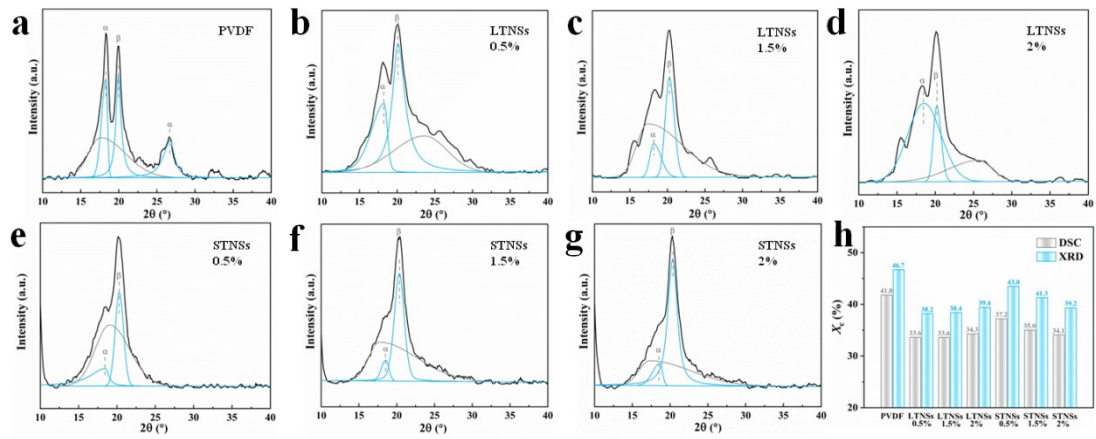 a
α
β
PVDF
α
Intensity (a.u.)
10 15 20 25 30 35 40
2θ (°)
b
β
LTNSs
0.5%
α
Intensity (a.u.)
10 15 20 25 30 35 40
2θ (°)
c
β
LTNSs
1.5%
α
Intensity (a.u.)
10 15 20 25 30 35 40
2θ (°)
d
LTNSs
2%
α
β
Intensity (a.u.)
10 15 20 25 30 35 40
2θ (°)
e
STNSs
0.5%
β
α
Intensity (a.u.)
10 15 20 25 30 35 40
2θ (°)
f
β
STNSs
1.5%
α
Intensity (a.u.)
10 15 20 25 30 35 40
2θ (°)
g
β
STNSs
2%
α
Intensity (a.u.)
10 15 20 25 30 35 40
2θ (°)
h
DSC
XRD
Xc (%)
50
40
30
20
41.8 46.7 33.6 38.2 33.6 38.4 34.3 39.4 37.2 43.0 35.0 41.3 34.1 39.2
PVDF LTNSs LTNSs LTNSs STNSs STNSs STNSs
0.5% 1.5% 2% 0.5% 1.5% 2%